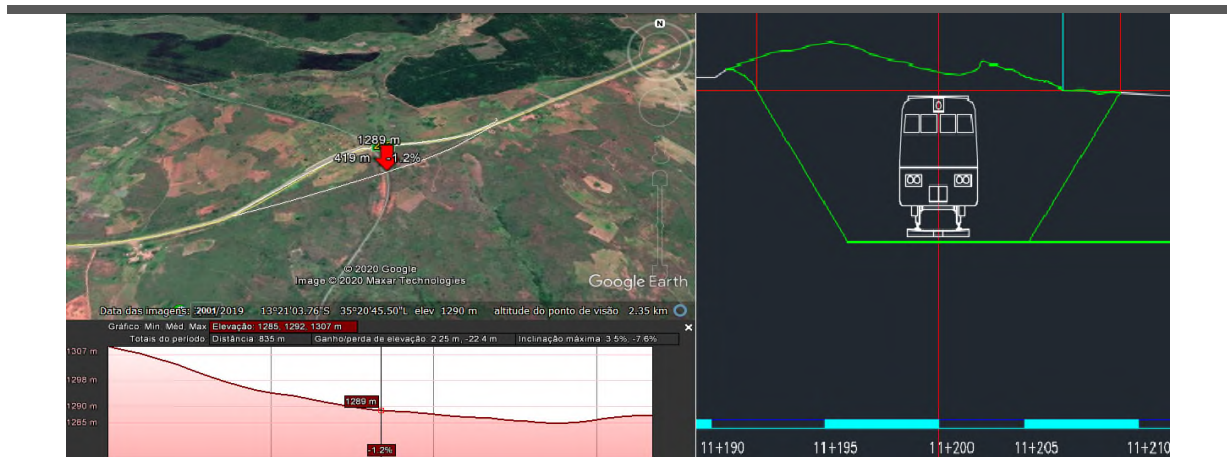 N
1289 m
419 m -1.2%
© 2020 Google
Image © 2020 Maxar Technologies
Google Earth
Data das imagens: 2001/2019 13°21'03.76"S 35°20'45.50"L elev 1290 m altitude do ponto de visão 2.35 km
Gráfico Mín. Méd. Max Elevação: 1285, 1292, 1307 m
Totais do período Distância: 835 m Ganho/perda de elevação: 2.25 m, -22.4 m Inclinação máxima: 3.5%, -7.6%
1307 m
1298 m
1290 m
1285 m
1289 m
-1.2%
11+190 11+195 11+200 11+205 11+210